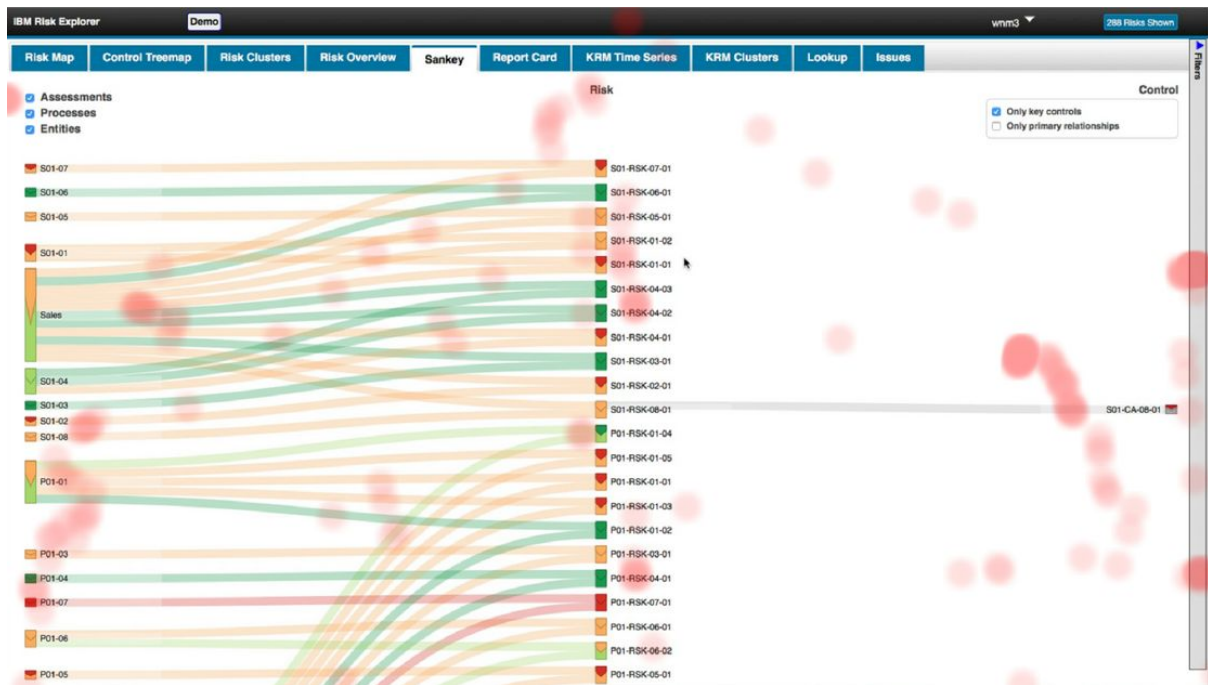 IBM Risk Explorer Demo wnm3 288 Risks Shown
Risk Map Control Treemap Risk Clusters Risk Overview Sankey Report Card KRM Time Series KRM Clusters Lookup Issues
Filters
Assessments
Processes
Entities
Risk
Control
Only key controls
Only primary relationships
S01-07
S01-06
S01-05
S01-01
Sales
S01-04
S01-03
S01-02
S01-08
P01-01
P01-03
P01-04
P01-07
P01-06
P01-05
S01-RSK-07-01
S01-RSK-06-01
S01-RSK-05-01
S01-RSK-01-02
S01-RSK-01-01
S01-RSK-04-03
S01-RSK-04-02
S01-RSK-04-01
S01-RSK-03-01
S01-RSK-02-01
S01-RSK-08-01
P01-RSK-01-04
P01-RSK-01-05
P01-RSK-01-01
P01-RSK-01-03
P01-RSK-01-02
P01-RSK-03-01
P01-RSK-04-01
P01-RSK-07-01
P01-RSK-06-01
P01-RSK-06-02
P01-RSK-05-01
S01-CA-08-01